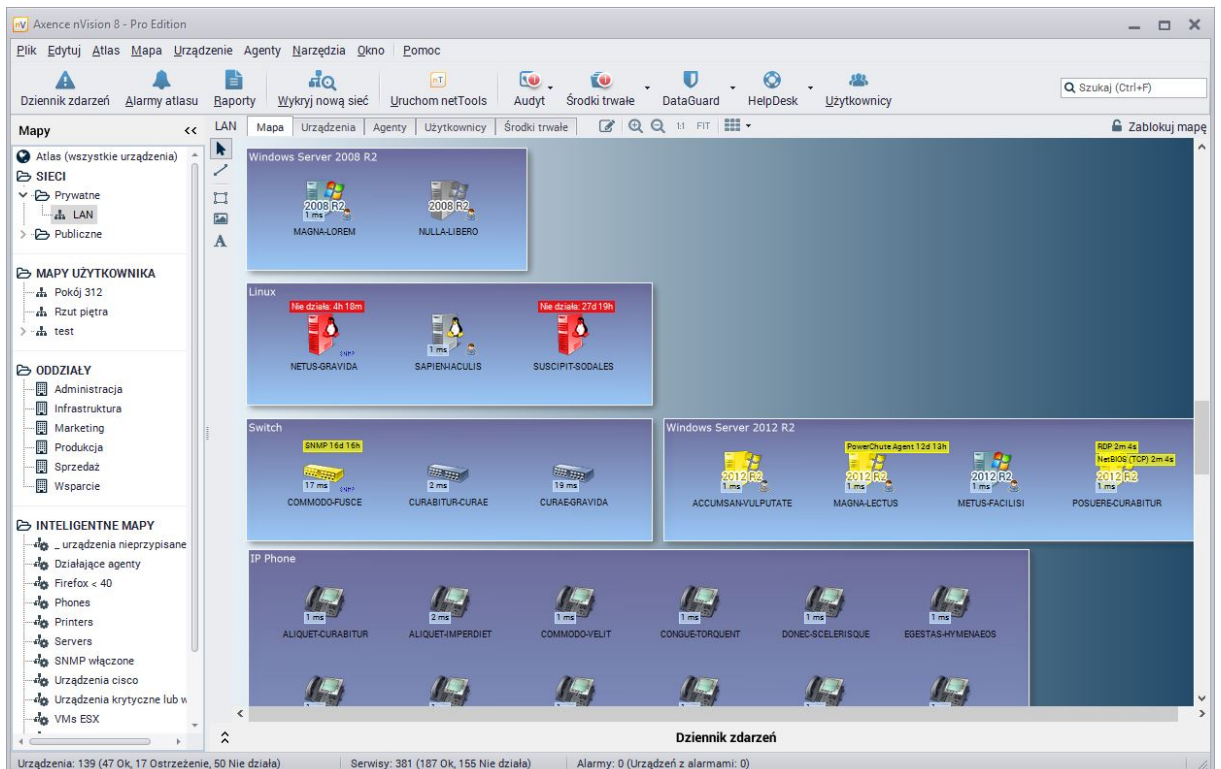 Axence nVision 8 - Pro Edition
Plik Edytuj Atlas Mapa Urządzenie Agenty Narzędzia Okno Pomoc
nT
Dziennik zdarzeń Alarmy atlasu Raporty Wykryj nową sieć Uruchom netTools Audyt Środki trwałe DataGuard HelpDesk Użytkownicy
Szukaj (Ctrl+F)
Mapy <<
LAN Mapa Urządzenia Agenty Użytkownicy Środki trwałe 1:1 FIT Zablokuj mapę
Atlas (wszystkie urządzenia)
SIECI
Prywatne
LAN
Publiczne
MAPY UŻYTKOWNIKA
Pokój 312
Rzut piętra
test
ODDZIAŁY
Administracja
Infrastruktura
Marketing
Produkcja
Sprzedaż
Wsparcie
INTELIGENTNE MAPY
_ urządzenia nieprzypisane
Działające agenty
Firefox < 40
Phones
Printers
Servers
SNMP włączone
Urządzenia cisco
Urządzenia krytyczne lub w
VMs ESX
Windows Server 2008 R2
2008 R2 2008 R2
1 ms
MAGNA-LOREM NULLA-LIBERO
Linux
Nie działa: 4h 18m Nie działa: 27d 19h
SNMP 1 ms
NETUS-GRAVIDA SAPIEN-IACULIS SUSCIPIT-SODALES
Switch
SNMP 16d 16h
17 ms SNMP 2 ms 19 ms
COMMODO-FUSCE CURABITUR-CURAE CURAE-GRAVIDA
Windows Server 2012 R2
PowerChute Agent 12d 13h RDP 2m 4s
NetBIOS (TCP) 2m 4s
2012 R2 2012 R2 2012 R2 2012 R2
1 ms 1 ms 1 ms 1 ms
ACCUMSAN-VULPUTATE MAGNA-LECTUS METUS-FACILISI POSUERE-CURABITUR
IP Phone
1 ms 2 ms 1 ms 1 ms 1 ms 1 ms
ALIQUET-CURABITUR ALIQUET-IMPERDIET COMMODO-VELIT CONGUE-TORQUENT DONEC-SCELERISQUE EGESTAS-HYMENAEOS
Dziennik zdarzeń
Urządzenia: 139 (47 Ok, 17 Ostrzeżenie, 50 Nie działa) Serwisy: 381 (187 Ok, 155 Nie działa) Alarmy: 0 (Urządzeń z alarmami: 0)